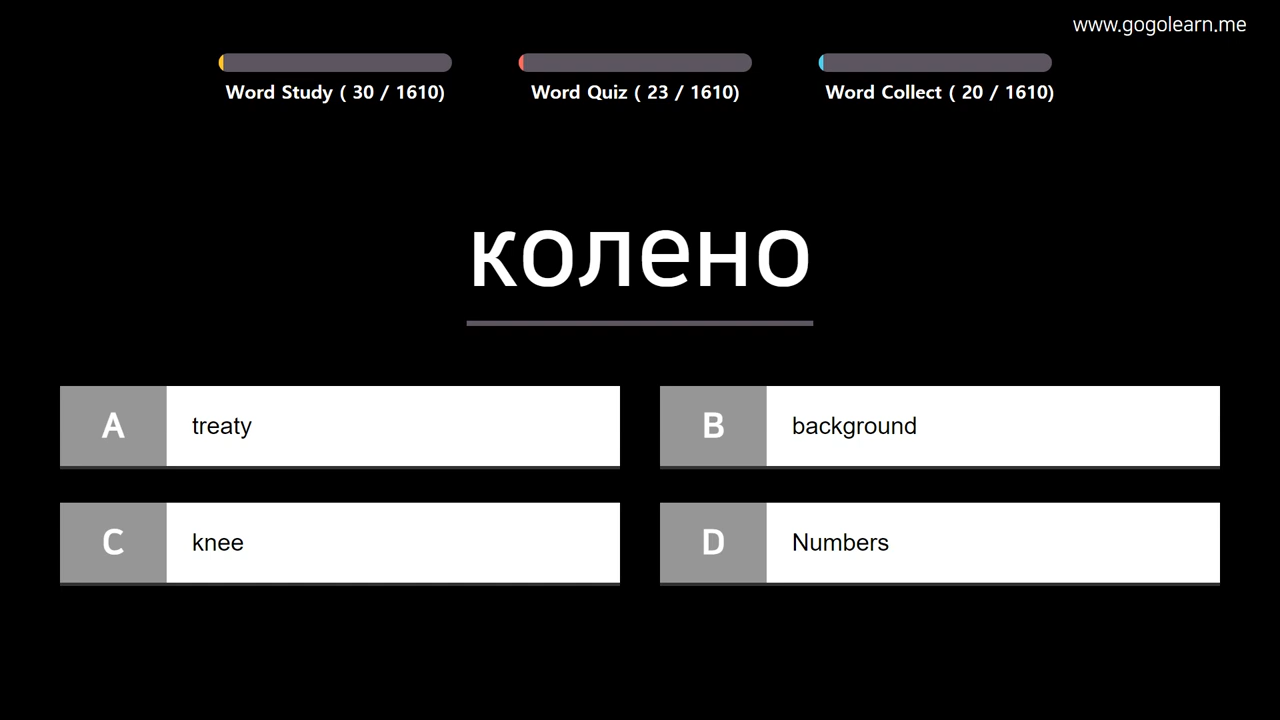 www.gogolearn.me
Word Study ( 30 / 1610)
Word Quiz ( 23 / 1610)
Word Collect ( 20 / 1610)
колено
A treaty
B background
C knee
D Numbers